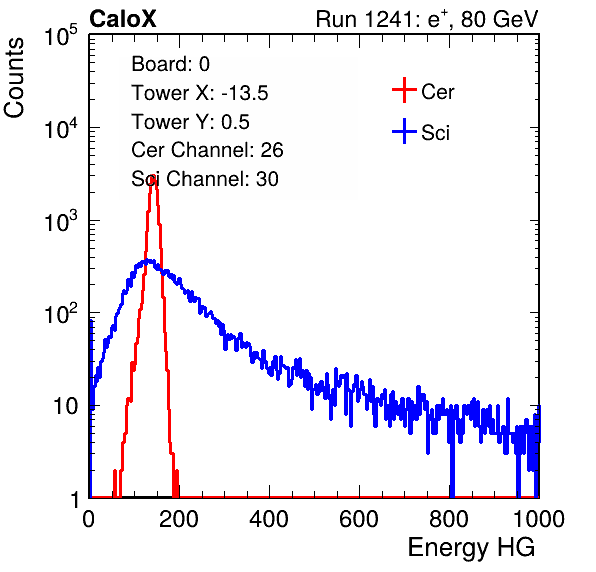 CaloX Run 1241: e⁺, 80 GeV
Counts
10⁵
10⁴
10³
10²
10
1
Board: 0
Tower X: -13.5
Tower Y: 0.5
Cer Channel: 26
Sci Channel: 30
Cer
Sci
0 200 400 600 800 1000
Energy HG